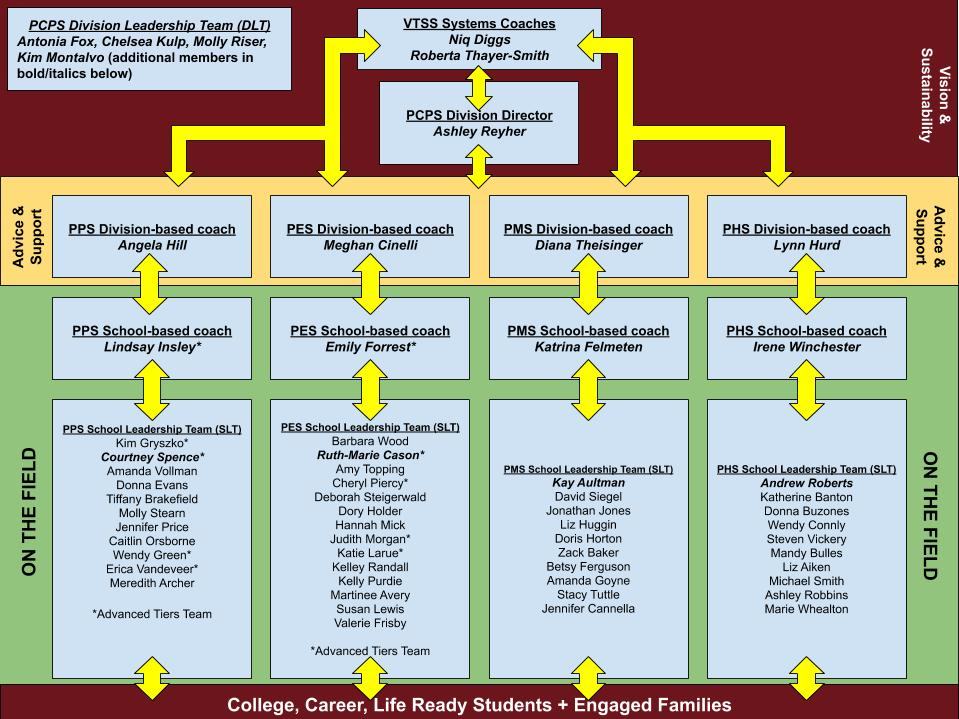 PCPS Division Leadership Team (DLT)
Antonia Fox, Chelsea Kulp, Molly Riser,
Kim Montalvo (additional members in
bold/italics below)
VTSS Systems Coaches
Niq Diggs
Roberta Thayer-Smith
PCPS Division Director
Ashley Reyher
Vision &
Sustainability
Advice &
Support
PPS Division-based coach
Angela Hill
PES Division-based coach
Meghan Cinelli
PMS Division-based coach
Diana Theisinger
PHS Division-based coach
Lynn Hurd
Advice &
Support
ON THE FIELD
PPS School-based coach
Lindsay Insley*
PES School-based coach
Emily Forrest*
PMS School-based coach
Katrina Felmeten
PHS School-based coach
Irene Winchester
PPS School Leadership Team (SLT)
Kim Gryszko*
Courtney Spence*
Amanda Vollman
Donna Evans
Tiffany Brakefield
Molly Stearn
Jennifer Price
Caitlin Orsborne
Wendy Green*
Erica Vandeveer*
Meredith Archer
*Advanced Tiers Team
PES School Leadership Team (SLT)
Barbara Wood
Ruth-Marie Cason*
Amy Topping
Cheryl Piercy*
Deborah Steigerwald
Dory Holder
Hannah Mick
Judith Morgan*
Katie Larue*
Kelley Randall
Kelly Purdie
Martinee Avery
Susan Lewis
Valerie Frisby
*Advanced Tiers Team
PMS School Leadership Team (SLT)
Kay Aultman
David Siegel
Jonathan Jones
Liz Huggin
Doris Horton
Zack Baker
Betsy Ferguson
Amanda Goyne
Stacy Tuttle
Jennifer Cannella
PHS School Leadership Team (SLT)
Andrew Roberts
Katherine Banton
Donna Buzones
Wendy Connly
Steven Vickery
Mandy Bulles
Liz Aiken
Michael Smith
Ashley Robbins
Marie Whealton
ON THE FIELD
College, Career, Life Ready Students + Engaged Families